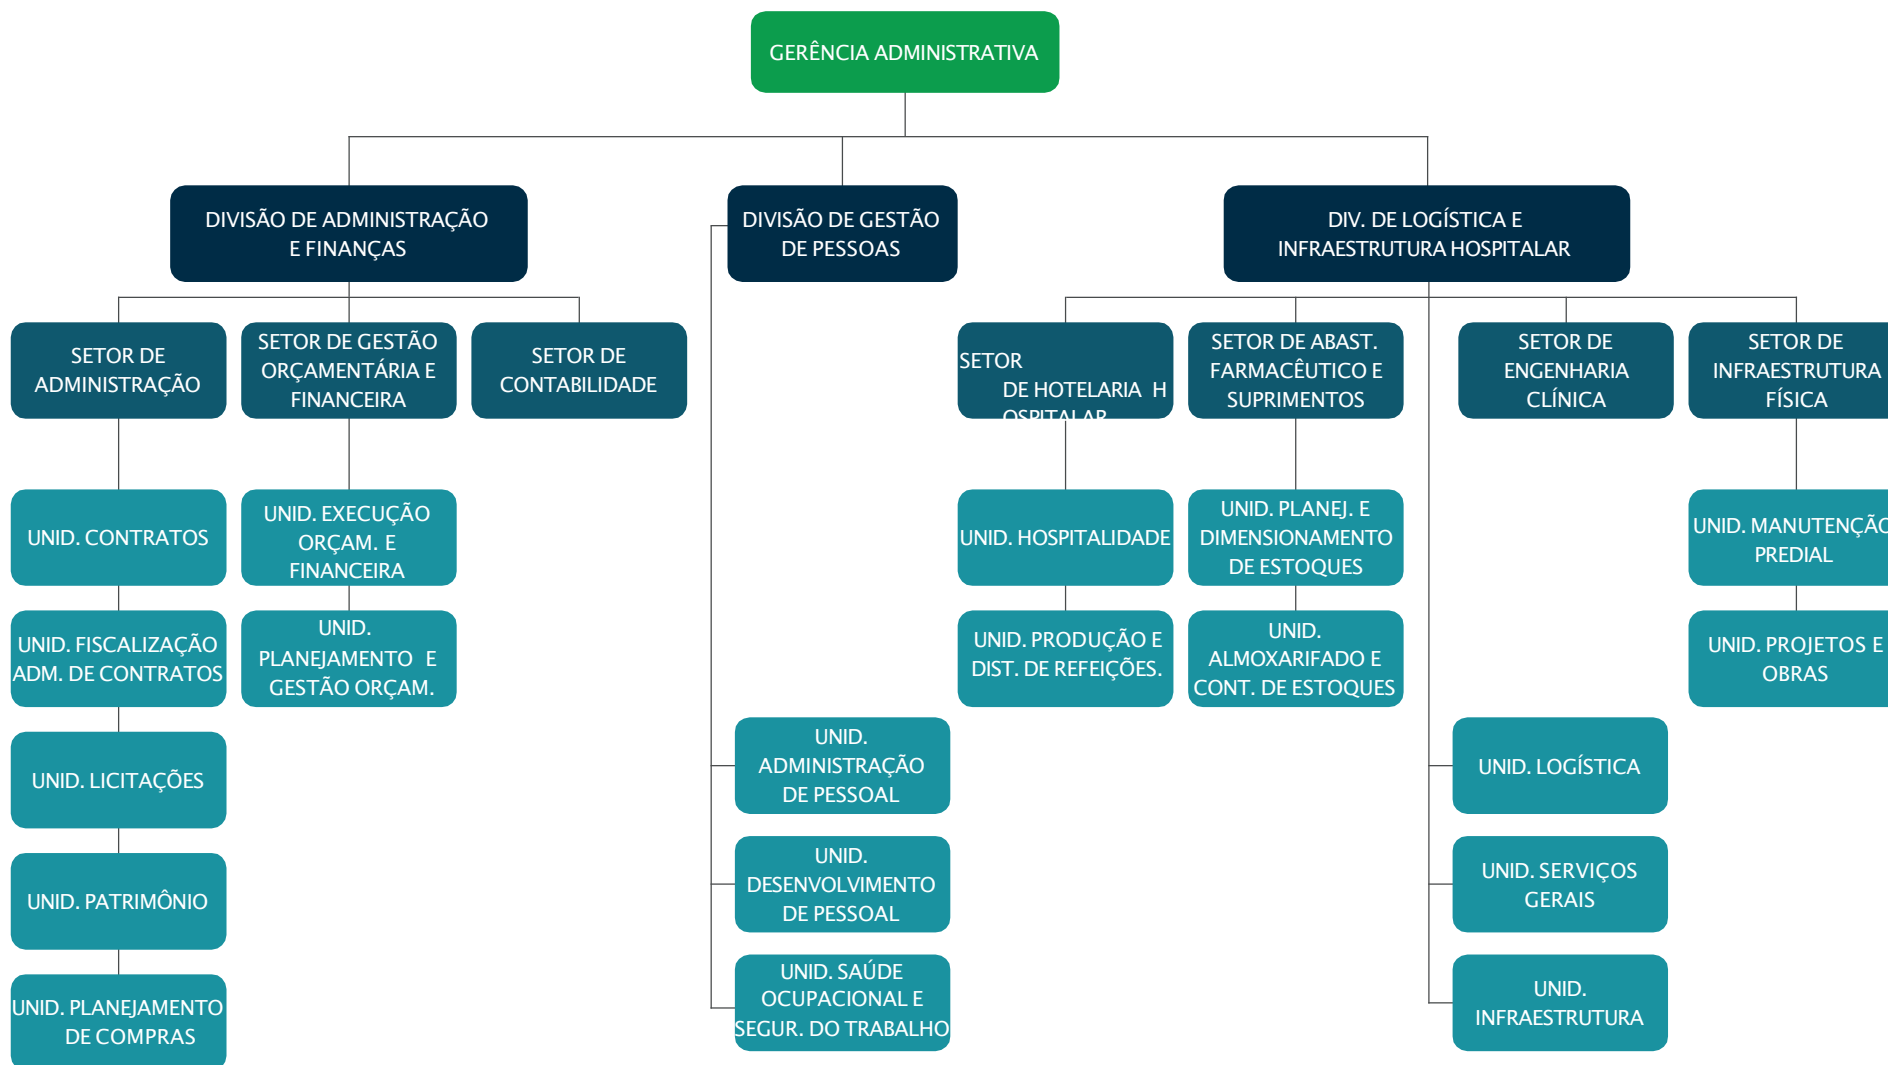 GERÊNCIA ADMINISTRATIVA
DIVISÃO DE ADMINISTRAÇÃO
E FINANÇAS
DIVISÃO DE GESTÃO
DE PESSOAS
DIV. DE LOGÍSTICA E
INFRAESTRUTURA HOSPITALAR
SETOR DE
ADMINISTRAÇÃO
SETOR DE GESTÃO
ORÇAMENTÁRIA E
FINANCEIRA
SETOR DE
CONTABILIDADE
SETOR
DE HOTELARIA H
OSPITALAR
SETOR DE ABAST.
FARMACÊUTICO E
SUPRIMENTOS
SETOR DE
ENGENHARIA
CLÍNICA
SETOR DE
INFRAESTRUTURA
FÍSICA
UNID. CONTRATOS
UNID. EXECUÇÃO
ORÇAM. E
FINANCEIRA
UNID. HOSPITALIDADE
UNID. PLANEJ. E
DIMENSIONAMENTO
DE ESTOQUES
UNID. MANUTENÇÃO
PREDIAL
UNID. FISCALIZAÇÃO
ADM. DE CONTRATOS
UNID.
PLANEJAMENTO E
GESTÃO ORÇAM.
UNID. PRODUÇÃO E
DIST. DE REFEIÇÕES.
UNID.
ALMOXARIFADO E
CONT. DE ESTOQUES
UNID. PROJETOS E
OBRAS
UNID. LICITAÇÕES
UNID.
ADMINISTRAÇÃO
DE PESSOAL
UNID. LOGÍSTICA
UNID. PATRIMÔNIO
UNID.
DESENVOLVIMENTO
DE PESSOAL
UNID. SERVIÇOS
GERAIS
UNID. PLANEJAMENTO
DE COMPRAS
UNID. SAÚDE
OCUPACIONAL E
SEGUR. DO TRABALHO
UNID.
INFRAESTRUTURA